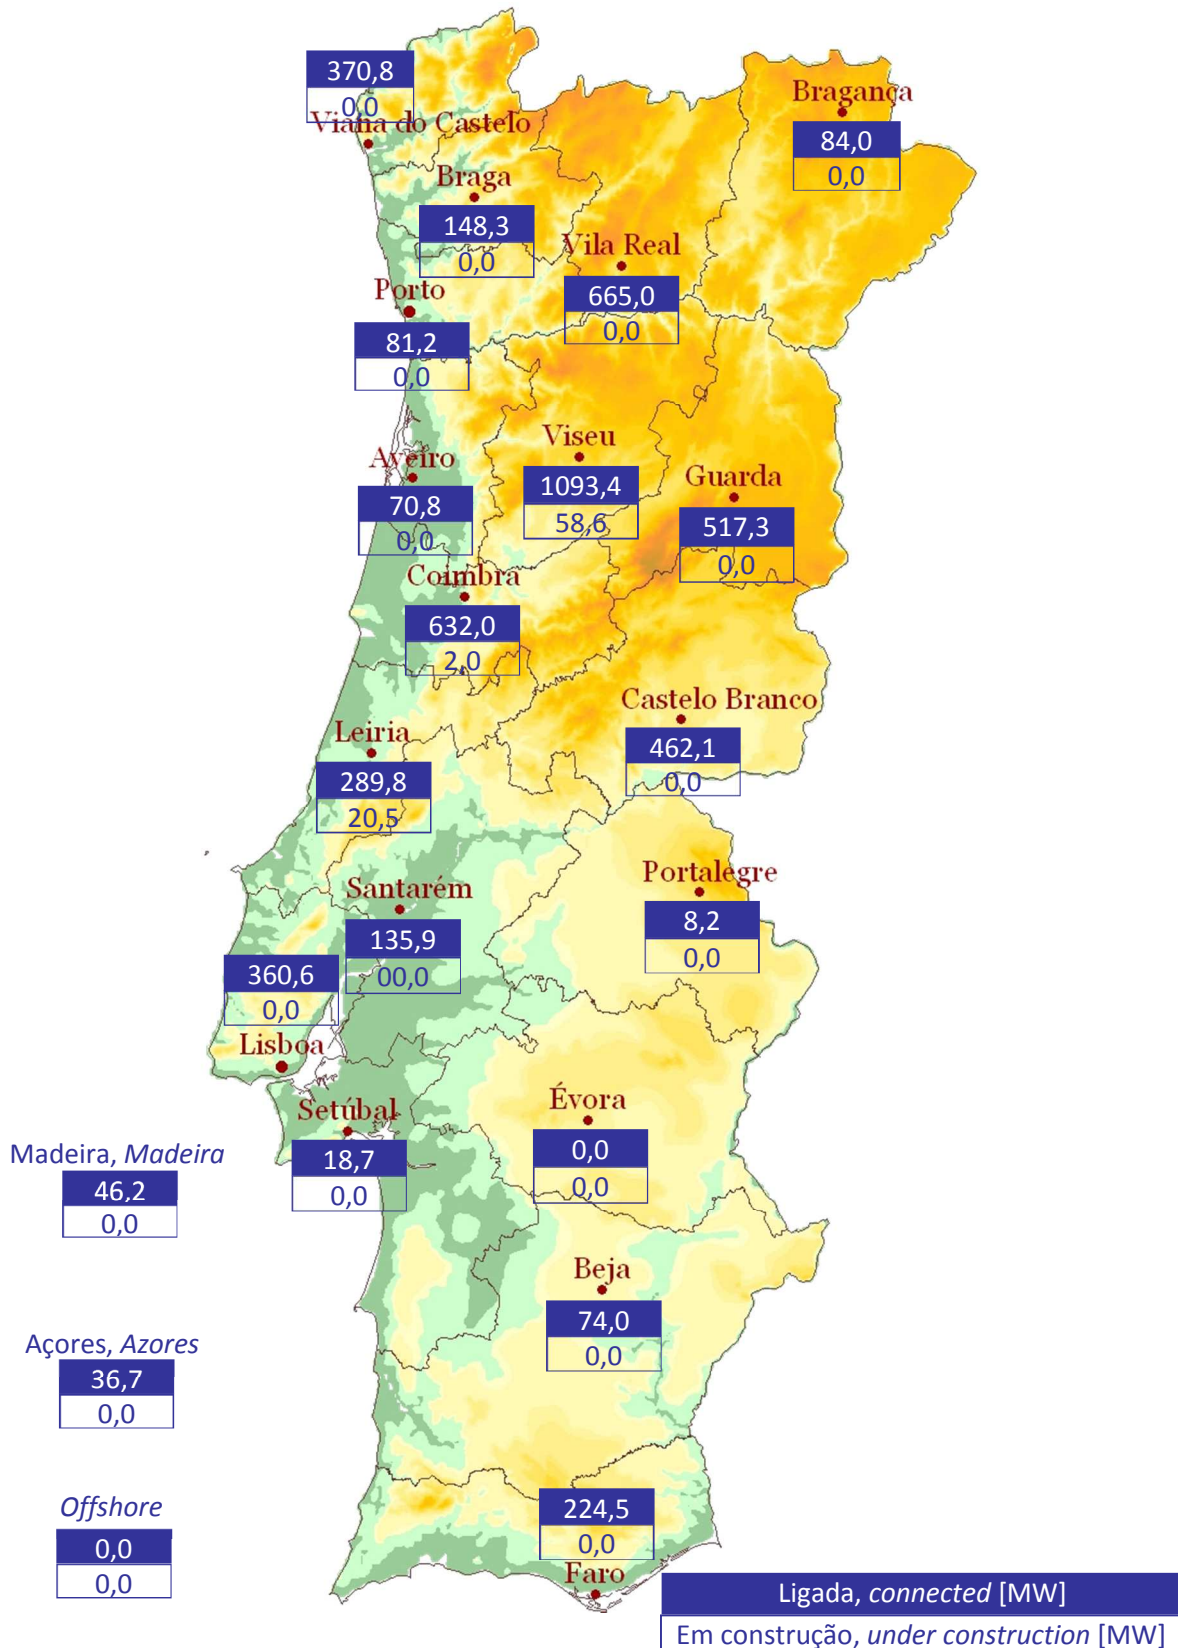 370,8
0,0
Viana do Castelo
Bragança
84,0
0,0
Braga
148,3
0,0
Vila Real
665,0
0,0
Porto
81,2
0,0
Viseu
1093,4
58,6
Aveiro
70,8
0,0
Guarda
517,3
0,0
Coimbra
632,0
2,0
Castelo Branco
462,1
0,0
Leiria
289,8
20,5
Portalegre
8,2
0,0
Santarém
135,9
00,0
360,6
0,0
Lisboa
Évora
0,0
0,0
Setúbal
18,7
0,0
Madeira, Madeira
46,2
0,0
Beja
74,0
0,0
Açores, Azores
36,7
0,0
Offshore
0,0
0,0
224,5
0,0
Faro
Ligada, connected [MW]
Em construção, under construction [MW]